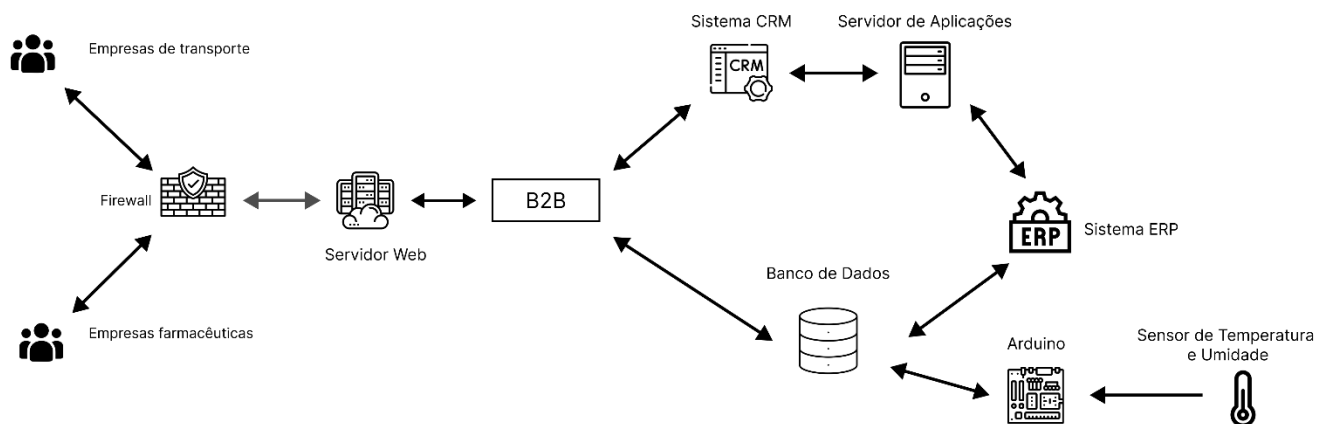 Empresas de transporte
Firewall
Empresas farmacêuticas
Servidor Web
B2B
Sistema CRM
CRM
Servidor de Aplicações
ERP
Sistema ERP
Banco de Dados
Arduino
Sensor de Temperatura
e Umidade